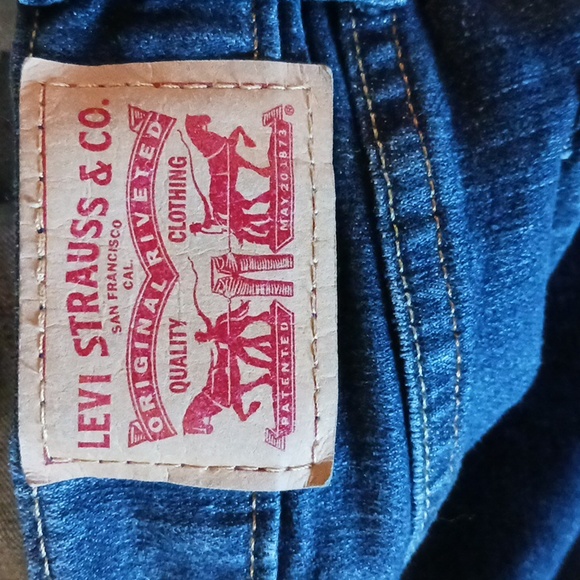 LEVI STRAUSS & CO.
SAN FRANCISCO
CAL.
ORIGINAL RIVETED
QUALITY CLOTHING
PATENTED MAY 20 1873 ®